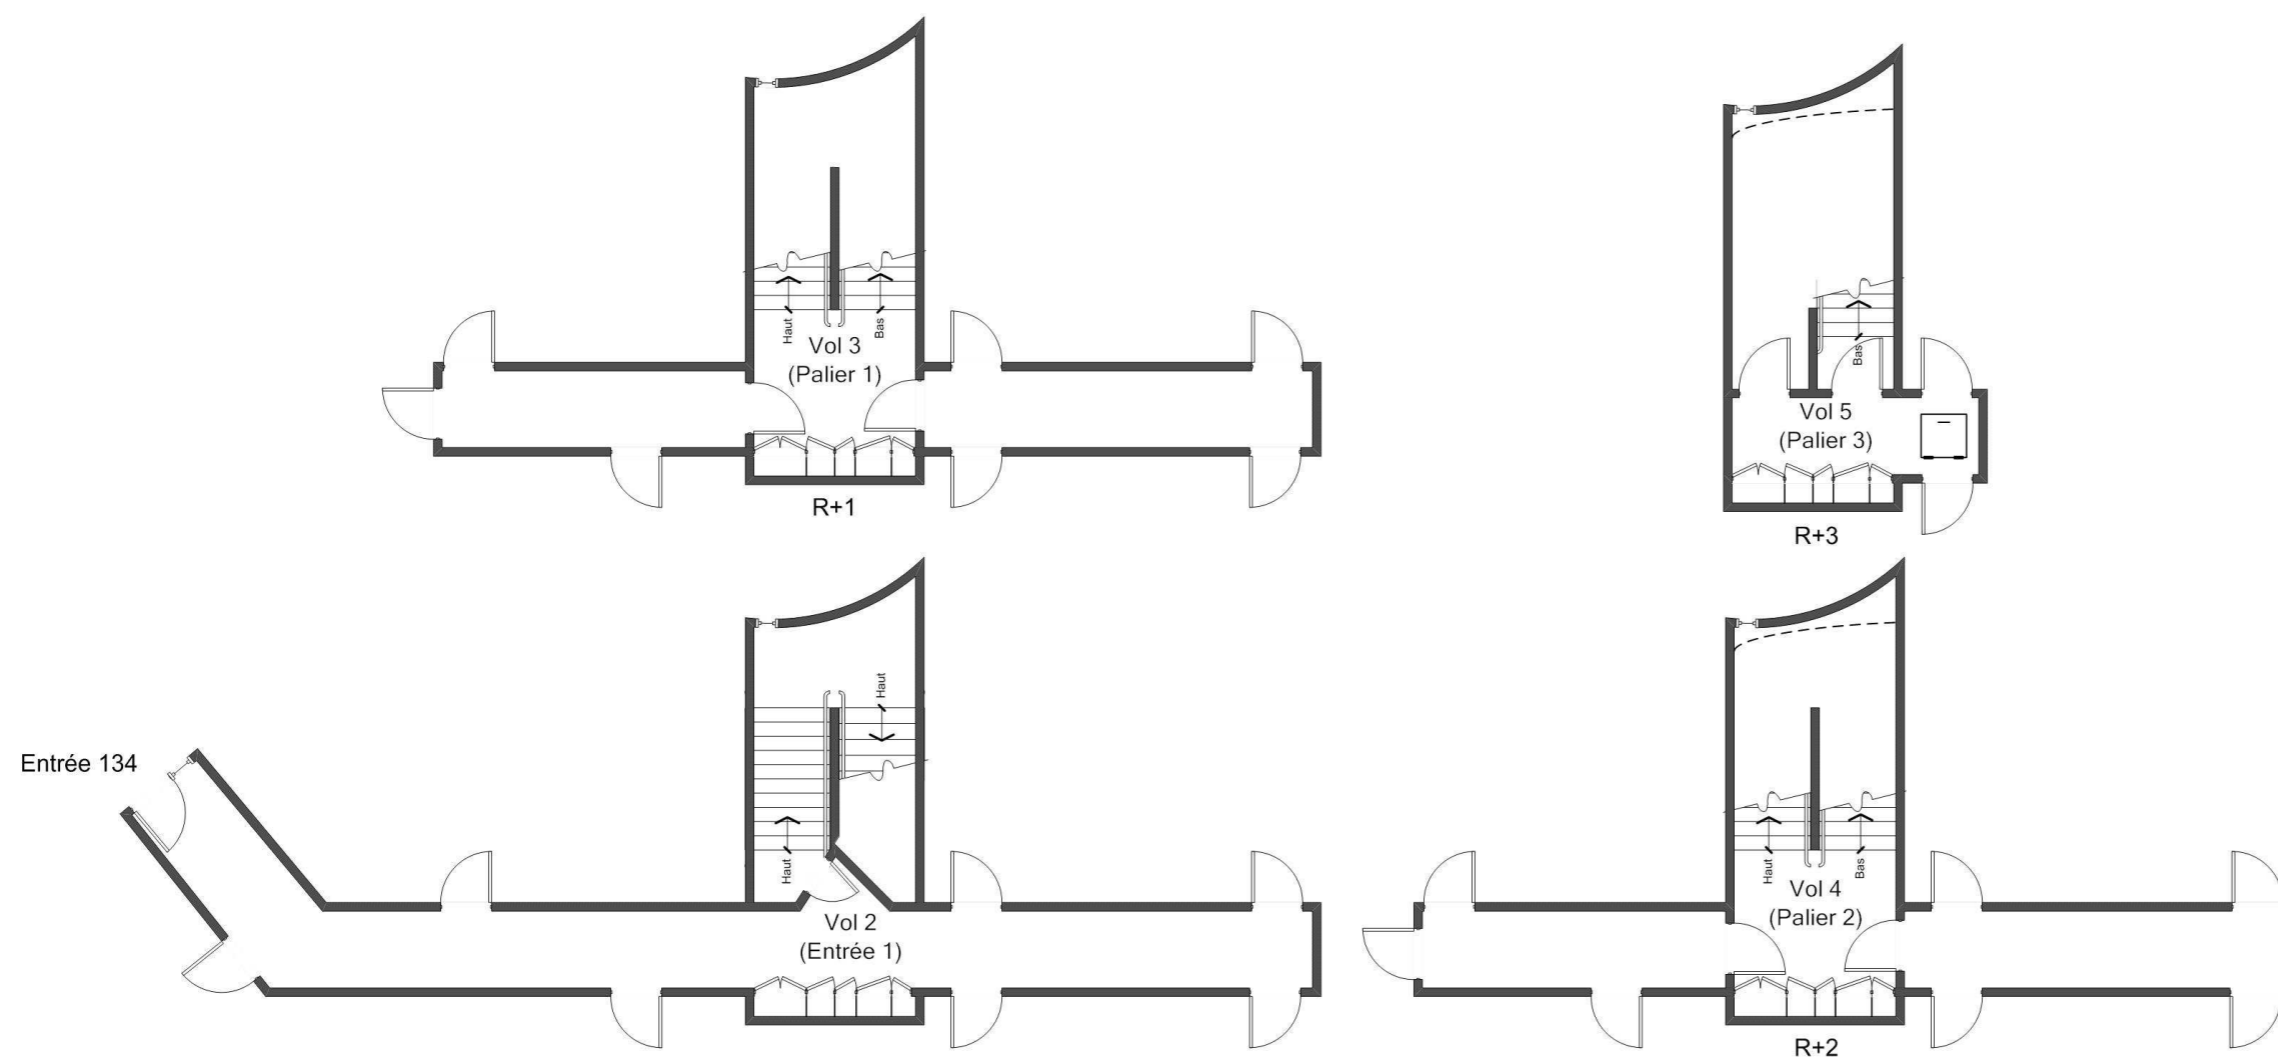 Haut
Bas
Vol 3
(Palier 1)
R+1
Bas
Vol 5
(Palier 3)
R+3
Entrée 134
Haut
Haut
Vol 2
(Entrée 1)
Haut
Bas
Vol 4
(Palier 2)
R+2